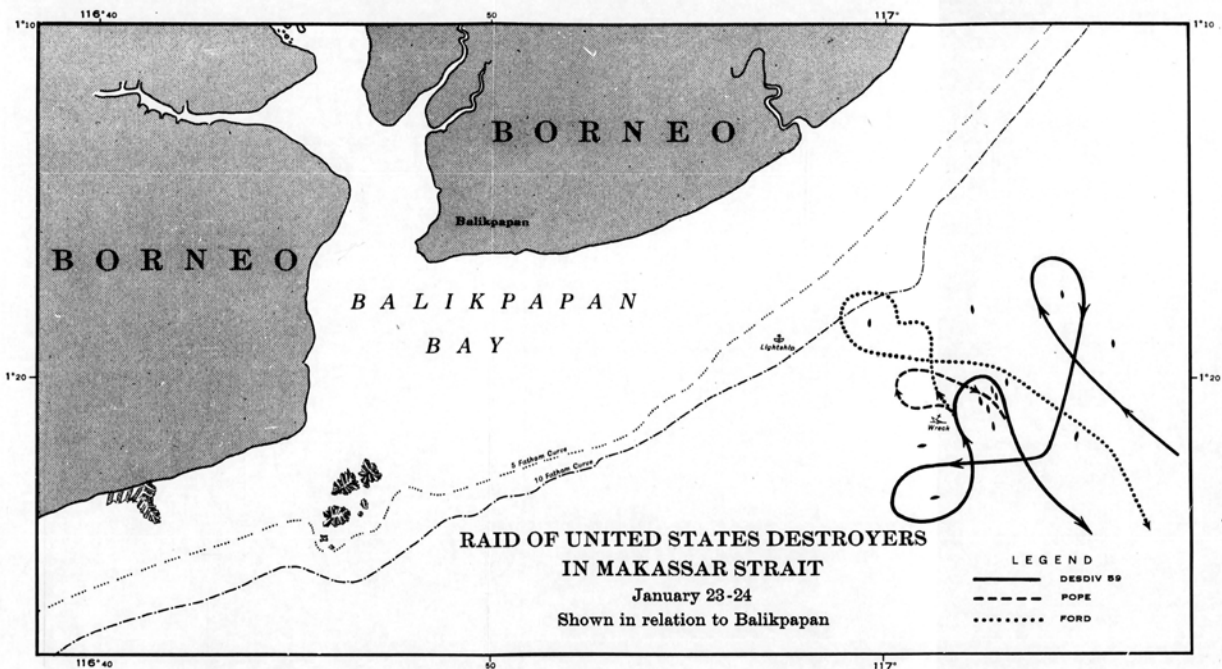 116°40 50 117°
1°10 1°10
BORNEO
Balikpapan
BORNEO
BALIKPAPAN
BAY
Lightship
1°20 1°20
Wreck
5 Fathom Curve
10 Fathom Curve
RAID OF UNITED STATES DESTROYERS
IN MAKASSAR STRAIT
January 23-24
Shown in relation to Balikpapan
LEGEND
DESDIV 59
POPE
FORD
116°40 50 117°